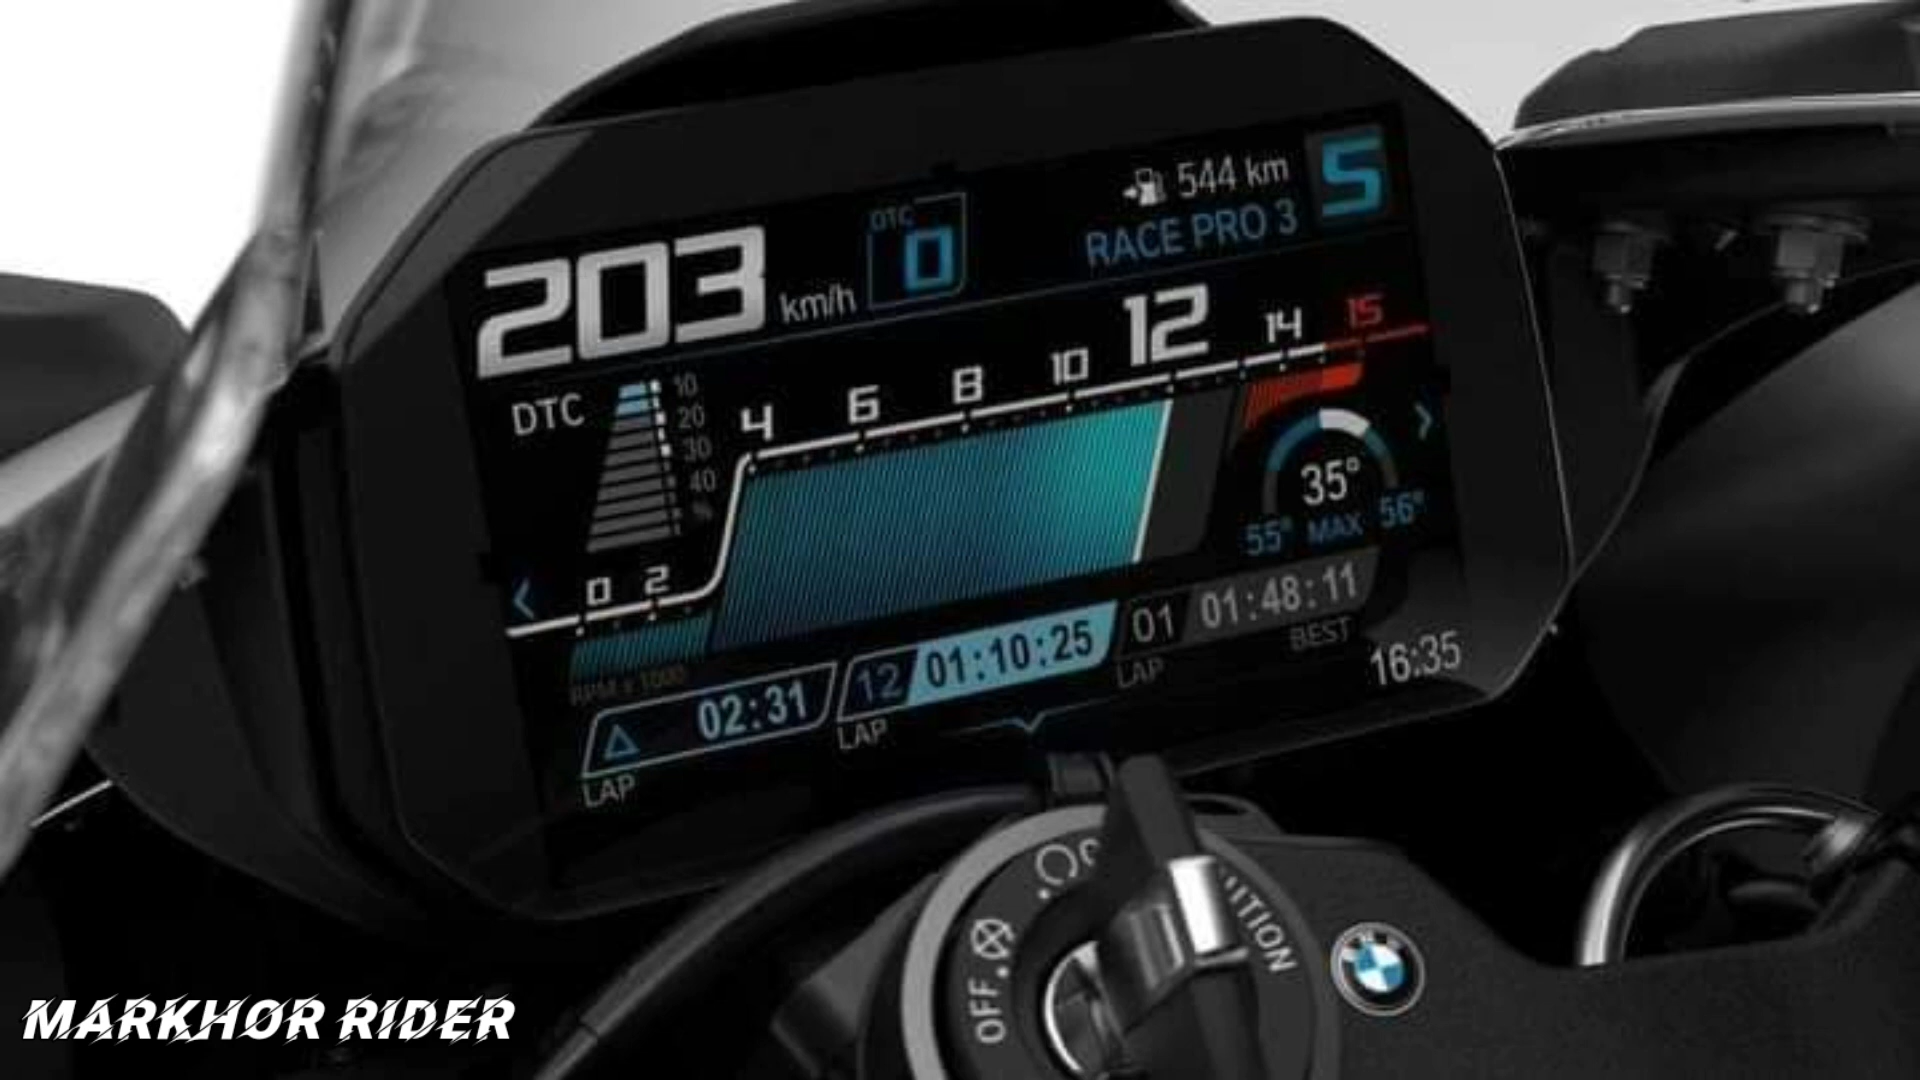 544 km
5
DTC
0
203 km/h
RACE PRO 3
DTC
10
20
30
40
%
0 2 4 6 8 10 12 14 15
35°
55° MAX 56°
RPM x 1000
02:31
LAP
12 01:10:25
LAP
01 01:48:11
LAP
BEST
16:35
OFF
MARKHOR RIDER